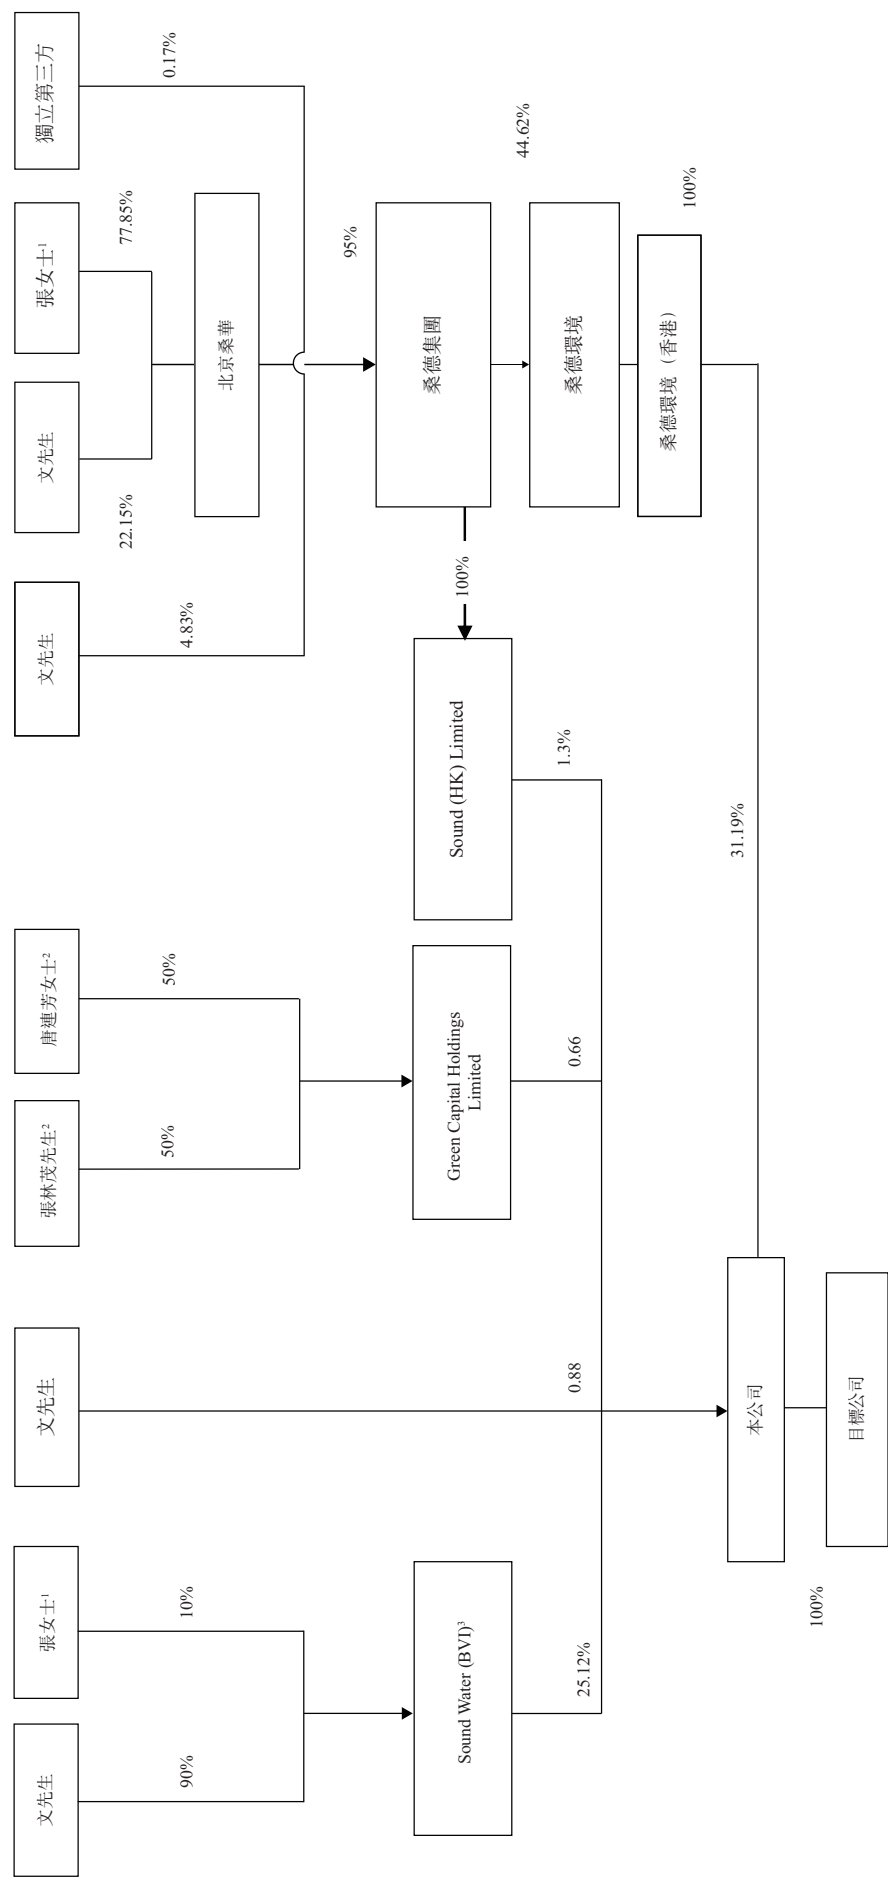 文先生
張女士1
文先生
張林茂先生2
唐連芳女士2
文先生
文先生
張女士1
獨立第三方
90%
10%
50%
50%
4.83%
22.15%
77.85%
0.17%
北京桑華
95%
Sound Water (BVI)3
Green Capital Holdings
Limited
Sound (HK) Limited
100%
桑德集團
44.62%
25.12%
0.88
0.66
1.3%
桑德環境
100%
桑德環境（香港）
31.19%
本公司
100%
目標公司